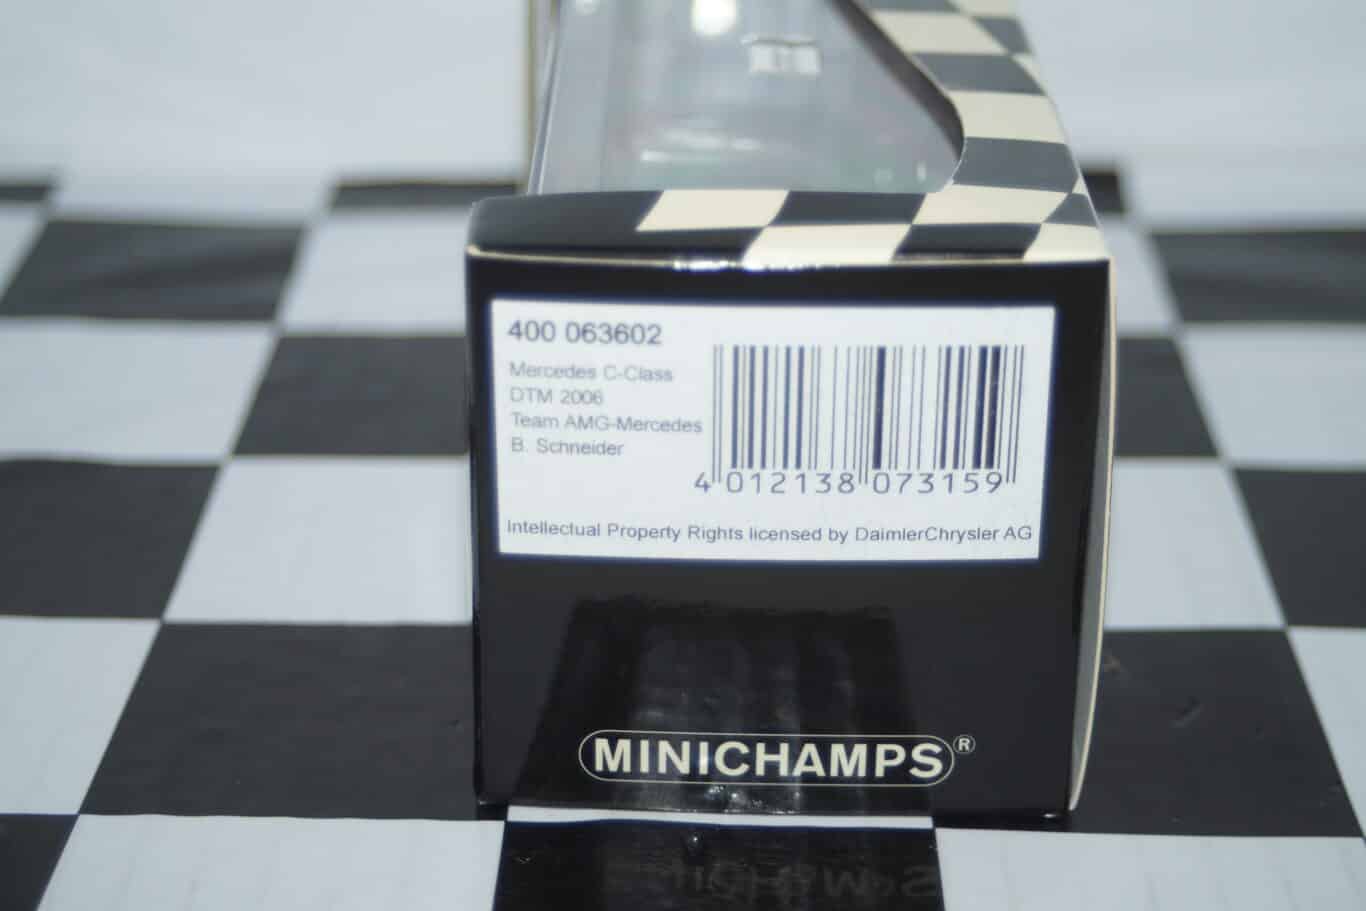 400 063602
Mercedes C-Class
DTM 2006
Team AMG-Mercedes
B. Schneider
4 012138 073159
Intellectual Property Rights licensed by DaimlerChrysler AG
MINICHAMPS®